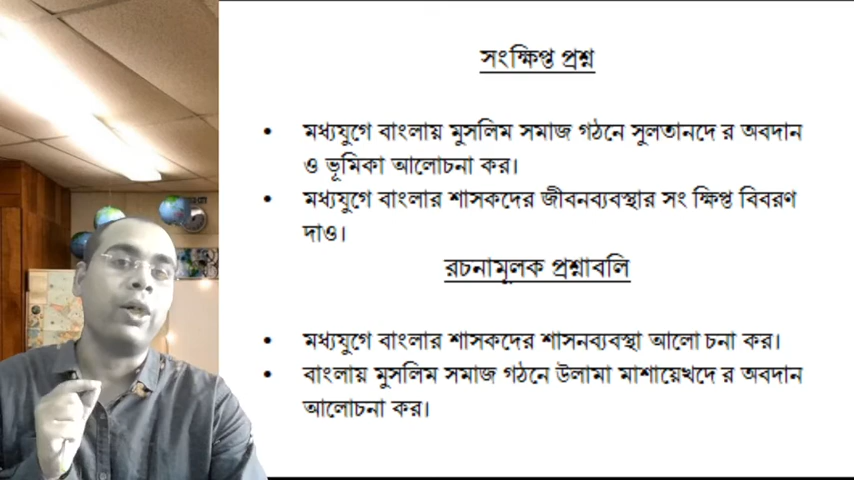 সংক্ষিপ্ত প্রশ্ন
• মধ্যযুগে বাংলায় মুসলিম সমাজ গঠনে সুলতানদে র অবদান
ও ভূমিকা আলোচনা কর।
• মধ্যযুগে বাংলার শাসকদের জীবনব্যবস্থার সং ক্ষিপ্ত বিবরণ
দাও।
রচনামূলক প্রশ্নাবলি
• মধ্যযুগে বাংলার শাসকদের শাসনব্যবস্থা আলো চনা কর।
• বাংলায় মুসলিম সমাজ গঠনে উলামা মাশায়েখদে র অবদান
আলোচনা কর।